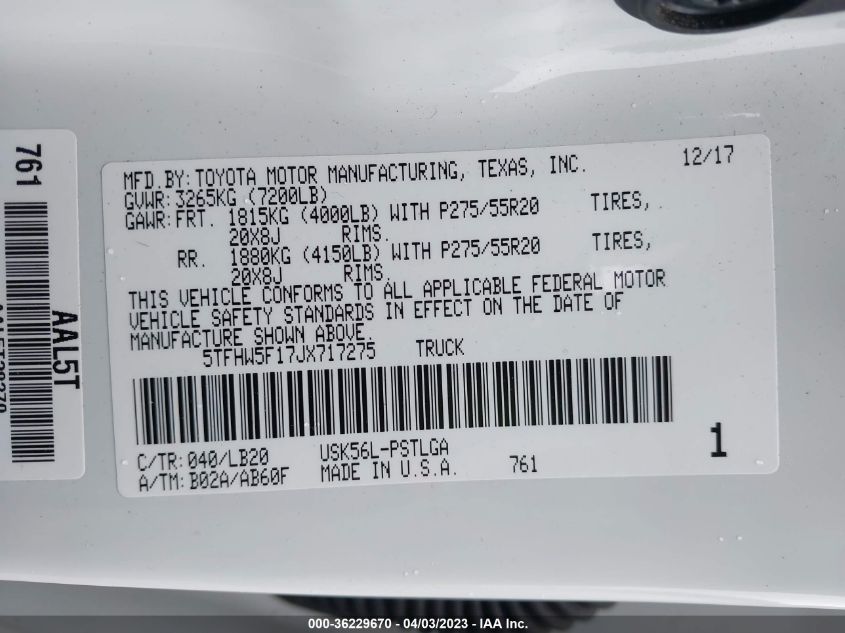 761
AAL5T
MFD.BY:TOYOTA MOTOR MANUFACTURING, TEXAS, INC. 12/17
GVWR:3265KG (7200LB)
GAWR:FRT. 1815KG (4000LB) WITH P275/55R20 TIRES,
20X8J RIMS.
RR. 1880KG (4150LB) WITH P275/55R20 TIRES,
20X8J RIMS.
THIS VEHICLE CONFORMS TO ALL APPLICABLE FEDERAL MOTOR
VEHICLE SAFETY STANDARDS IN EFFECT ON THE DATE OF
MANUFACTURE SHOWN ABOVE.
5TFHW5F17JX717275 TRUCK
C/TR:040/LB20 USK56L-PSTLGA
A/TM:B02A/AB60F MADE IN U.S.A. 761
1
000-36229670 - 04/03/2023 - IAA Inc.